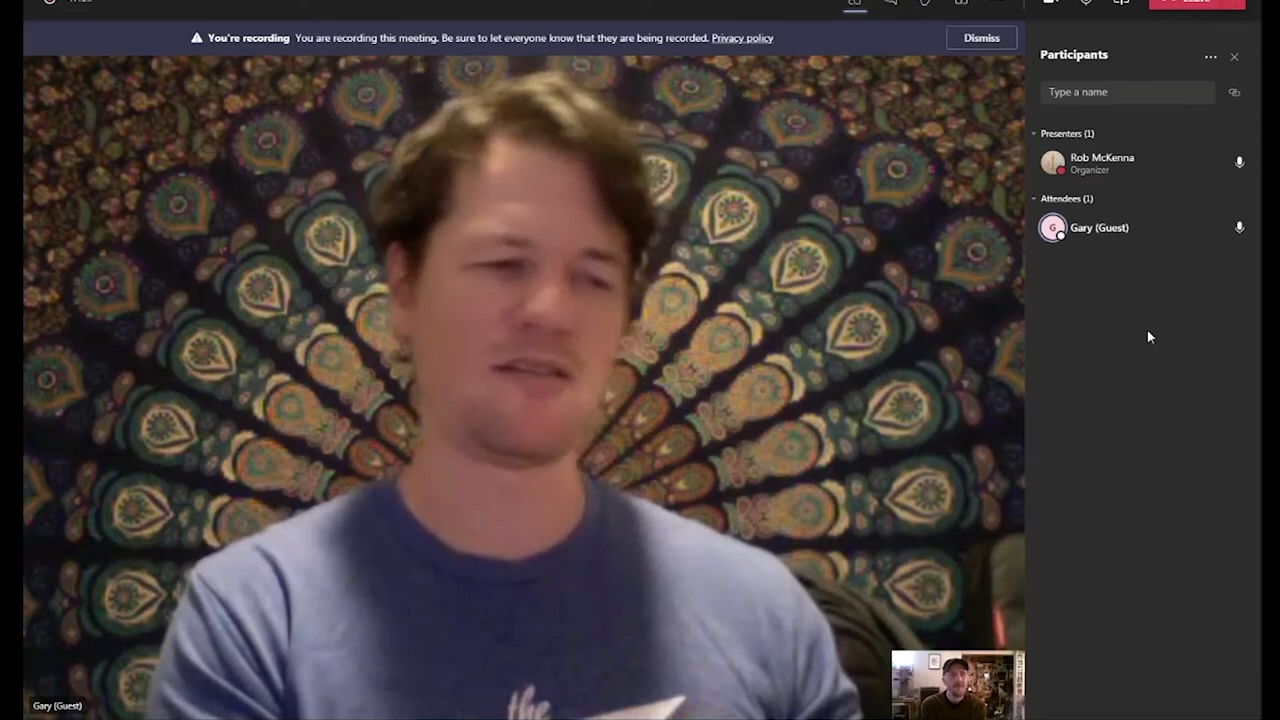 You're recording You are recording this meeting. Be sure to let everyone know that they are being recorded. Privacy policy
Dismiss
Participants
Type a name
Presenters (1)
Rob McKenna
Organizer
Attendees (1)
G
Gary (Guest)
the
Gary (Guest)